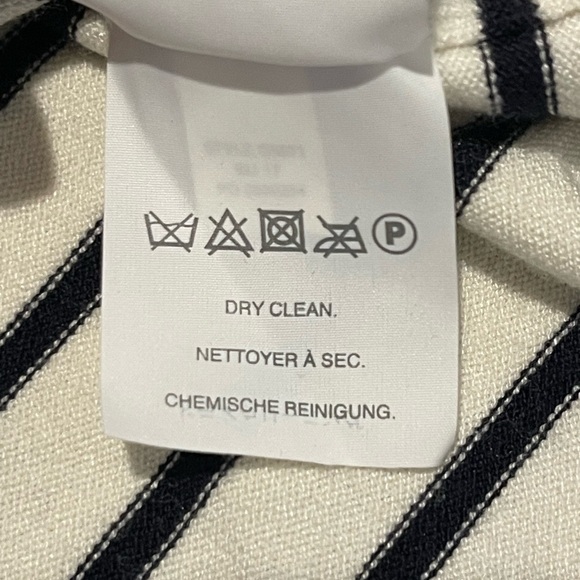 P
DRY CLEAN.
NETTOYER À SEC.
CHEMISCHE REINIGUNG.